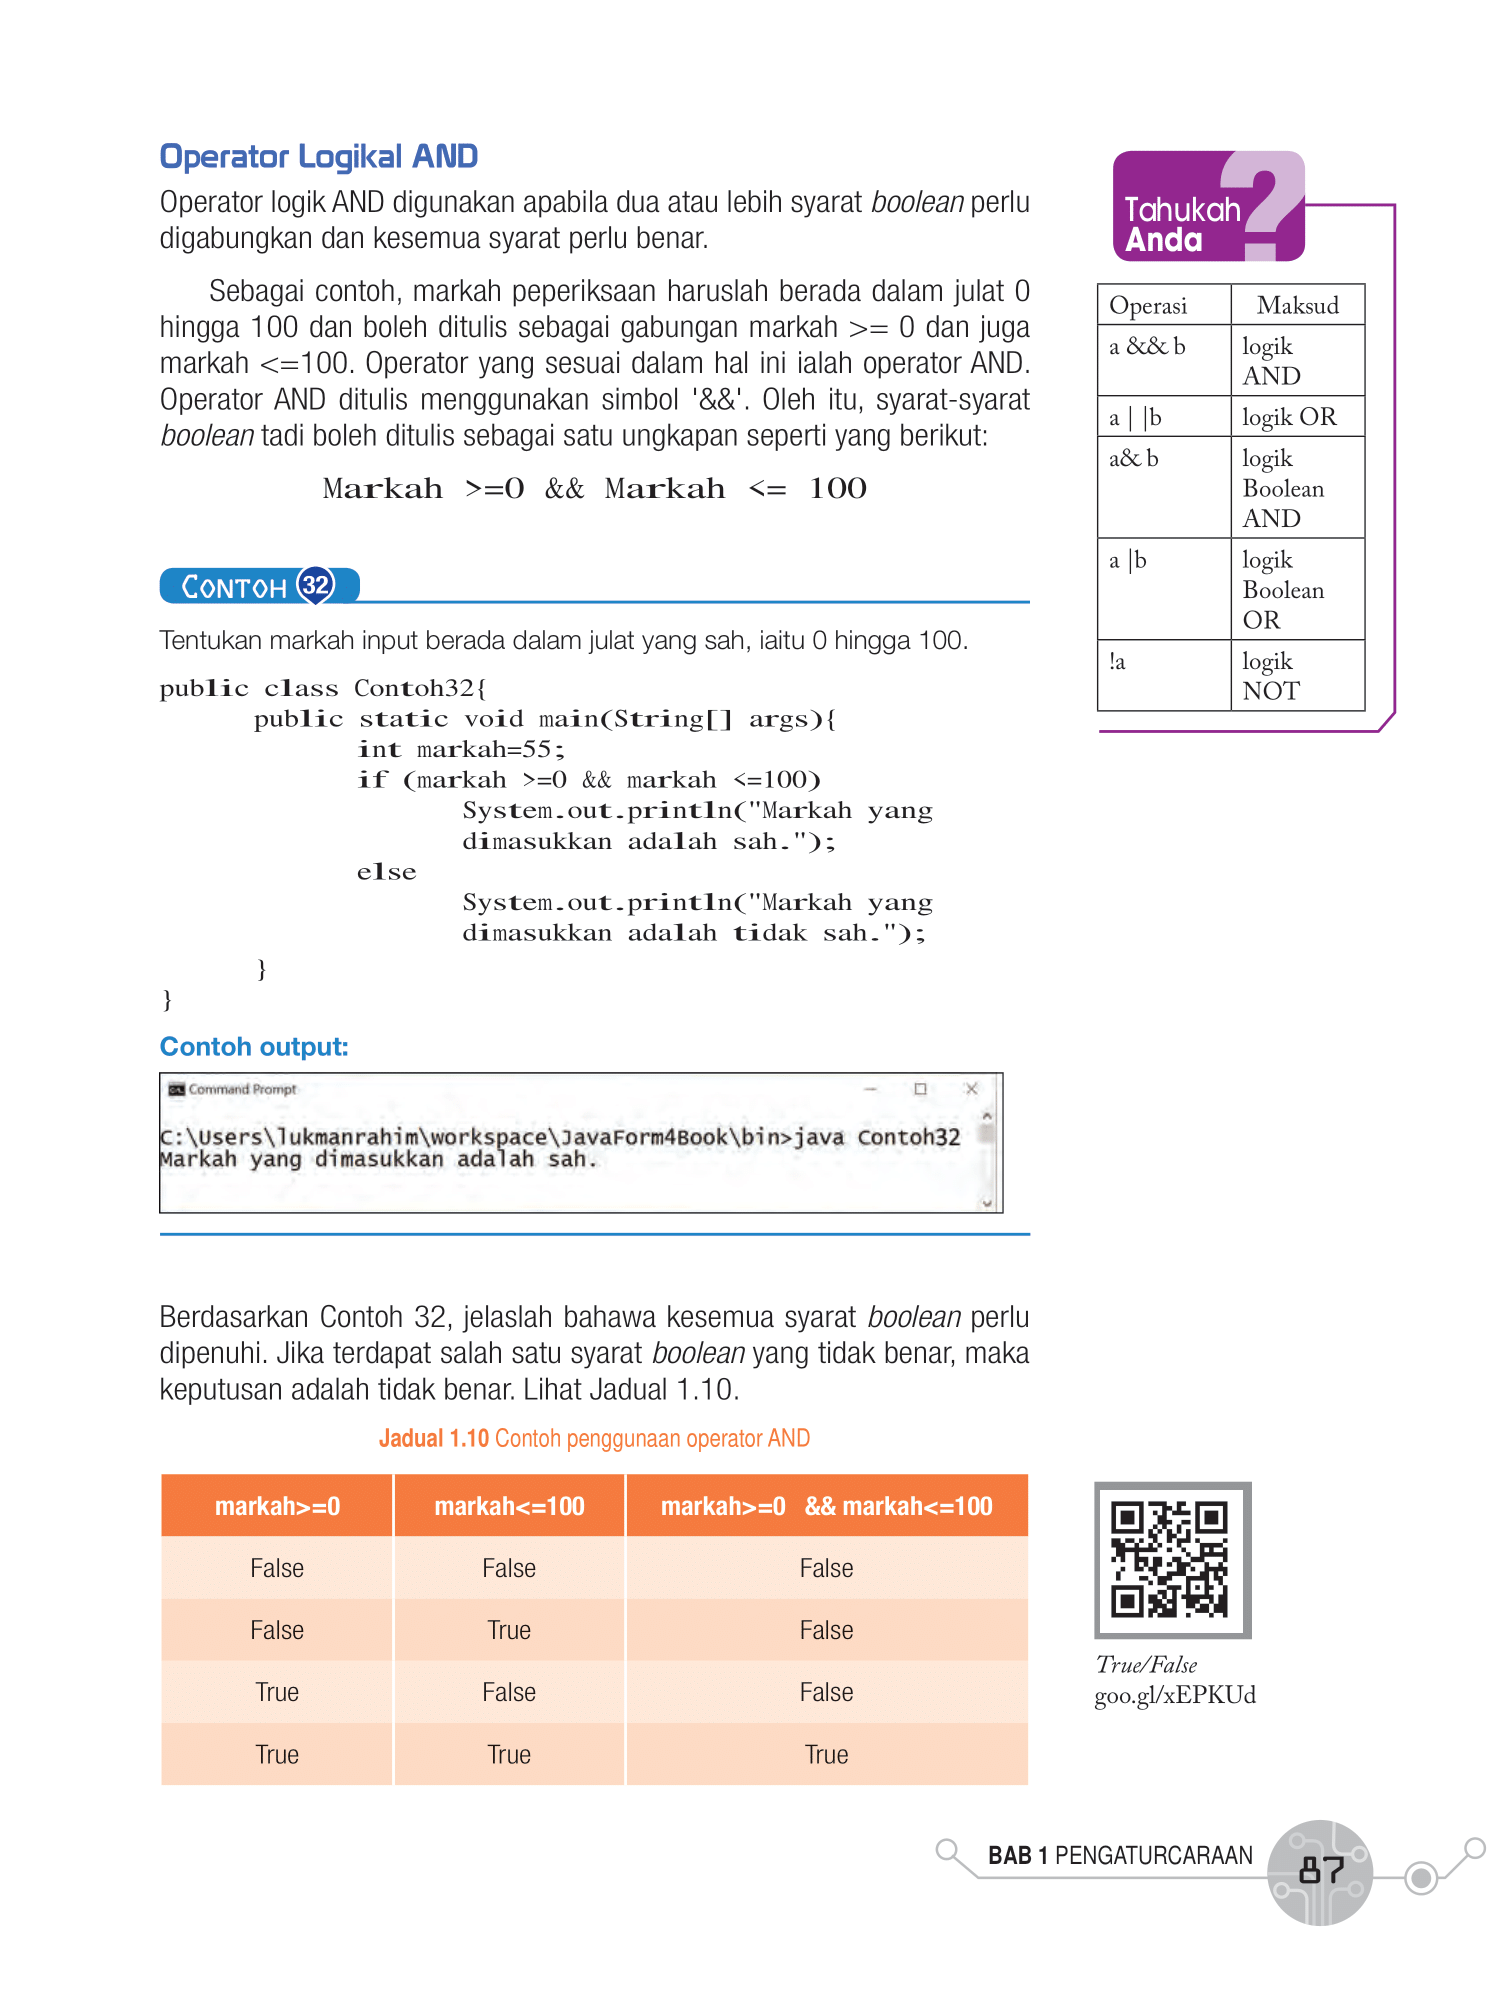 Operator Logikal AND
Operator logik AND digunakan apabila dua atau lebih syarat boolean perlu
digabungkan dan kesemua syarat perlu benar.
Sebagai contoh, markah peperiksaan haruslah berada dalam julat 0
hingga 100 dan boleh ditulis sebagai gabungan markah >= 0 dan juga
markah <=100. Operator yang sesuai dalam hal ini ialah operator AND.
Operator AND ditulis menggunakan simbol '&&'. Oleh itu, syarat-syarat
boolean tadi boleh ditulis sebagai satu ungkapan seperti yang berikut:
Markah >=0 && Markah <= 100
CONTOH 32
Tentukan markah input berada dalam julat yang sah, iaitu 0 hingga 100.
public class Contoh32{
public static void main(String[] args){
int markah=55;
if (markah >=0 && markah <=100)
System.out.println("Markah yang
dimasukkan adalah sah.");
else
System.out.println("Markah yang
dimasukkan adalah tidak sah.");
}
}
Contoh output:
Command Prompt
C:\Users\lukmanrahim\workspace\JavaForm4Book\bin>java Contoh32
Markah yang dimasukkan adalah sah.
Berdasarkan Contoh 32, jelaslah bahawa kesemua syarat boolean perlu
dipenuhi. Jika terdapat salah satu syarat boolean yang tidak benar, maka
keputusan adalah tidak benar. Lihat Jadual 1.10.
Jadual 1.10 Contoh penggunaan operator AND
markah>=0 markah<=100 markah>=0 && markah<=100
False False False
False True False
True False False
True True True
Tahukah
Anda ?
Operasi Maksud
a && b logik
AND
a | |b logik OR
a& b logik
Boolean
AND
a |b logik
Boolean
OR
!a logik
NOT
True/False
goo.gl/xEPKUd
BAB 1 PENGATURCARAAN 87